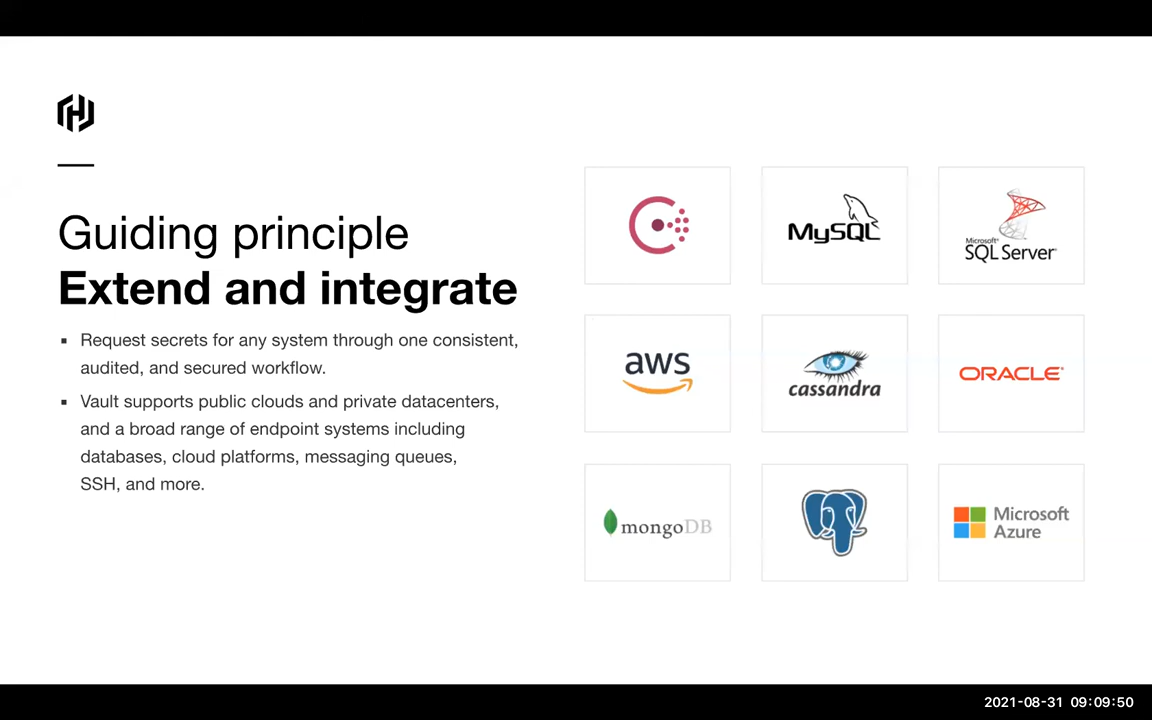 Guiding principle
Extend and integrate
▪ Request secrets for any system through one consistent,
audited, and secured workflow.
▪ Vault supports public clouds and private datacenters,
and a broad range of endpoint systems including
databases, cloud platforms, messaging queues,
SSH, and more.
MySQL
Microsoft
SQL Server
aws
cassandra
ORACLE
mongoDB
Microsoft
Azure
2021-08-31 09:09:50